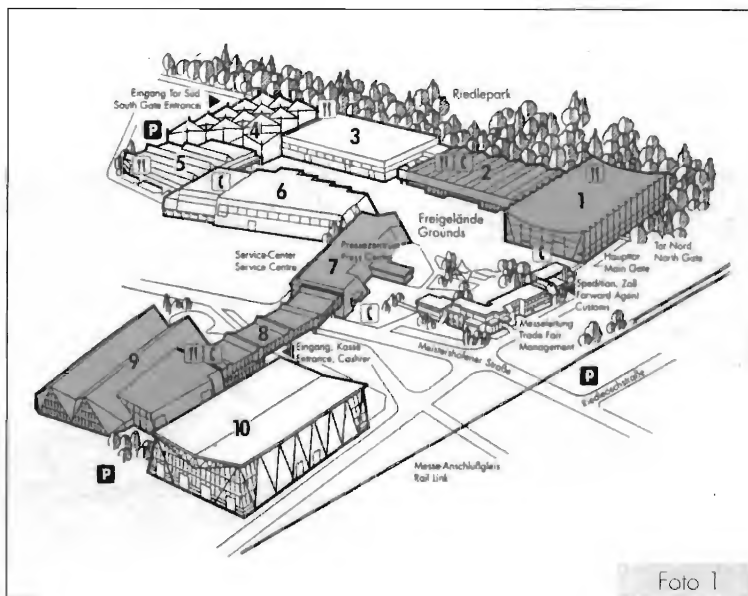 Eingang Tor Süd
South Gate Entrance
Riedlepark
P
4
3
5
2
6
1
Freigelände
Grounds
Service-Center
Service Centre
Pressezentrum
Press Center
7
Haupttor
Main Gate
Tor Nord
North Gate
Spedition, Zoll
Forward Agent
Customs
Messeleitung
Trade Fair
Management
8
9
Eingang, Kasse
Entrance, Cashier
Meistershofener Straße
P
10
P
Messe-Anschlußgleis
Rail Link
Foto 1